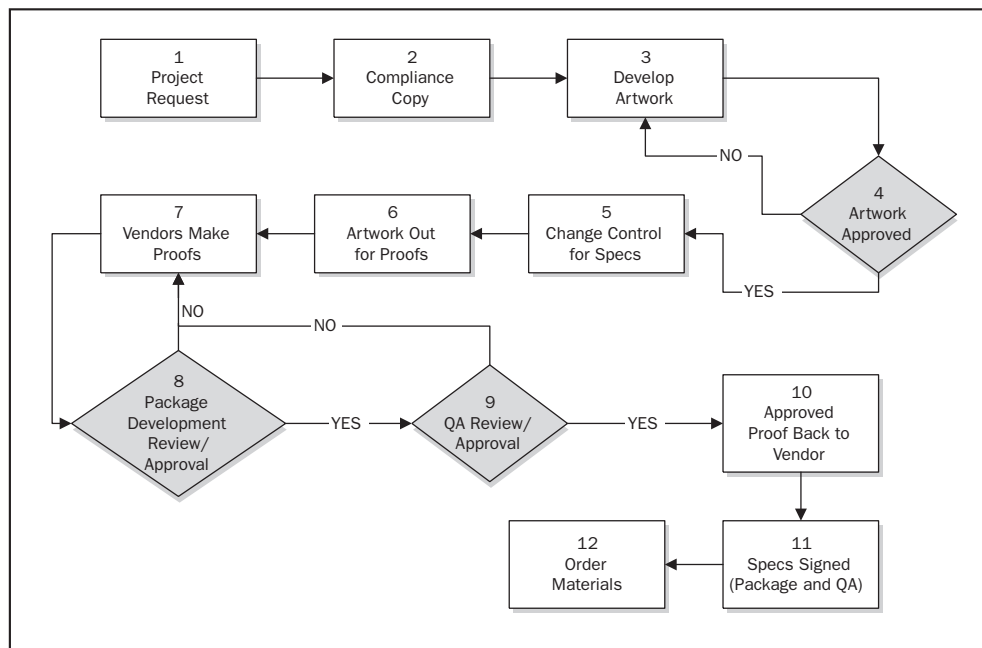 1
Project
Request
2
Compliance
Copy
3
Develop
Artwork
NO
4
Artwork
Approved
YES
5
Change Control
for Specs
6
Artwork Out
for Proofs
7
Vendors Make
Proofs
NO
NO
8
Package
Development
Review/
Approval
YES
9
QA Review/
Approval
YES
10
Approved
Proof Back to
Vendor
11
Specs Signed
(Package and QA)
12
Order
Materials